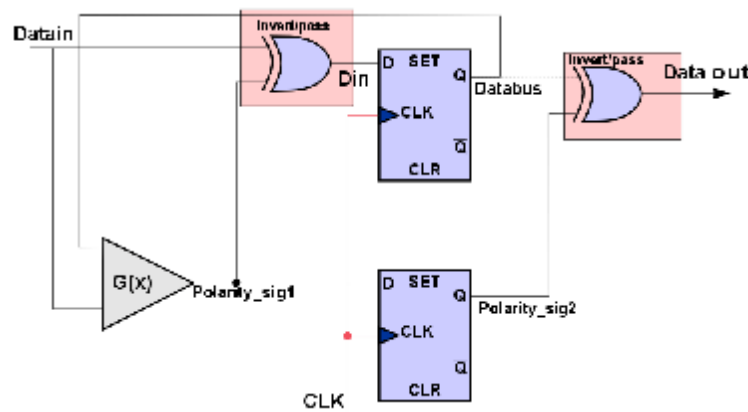 Invert/pass
Datain
Din
D SET
Q
CLK
Q
CLR
Databus
Invert/pass
Data out
G(x)
Polarity_sig1
D SET
Q
CLK
Q
CLR
Polarity_sig2
CLK